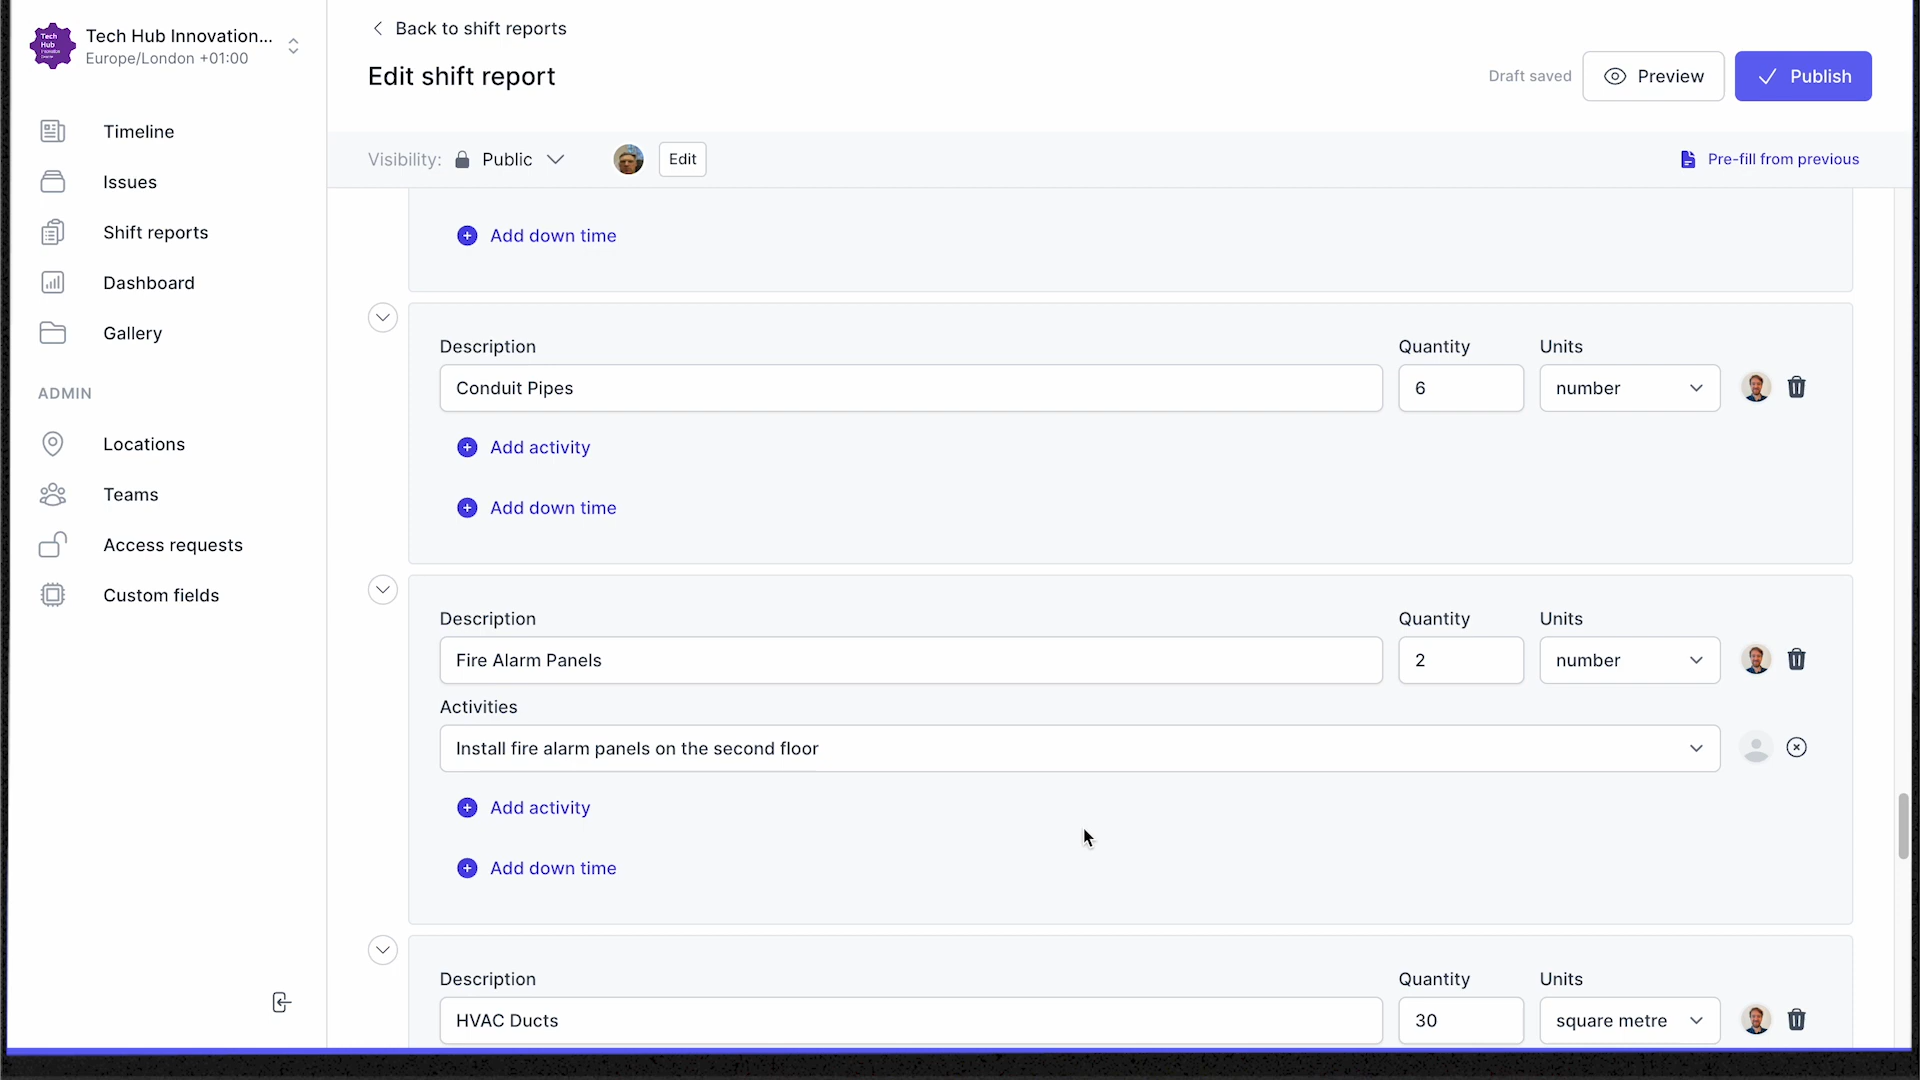 Tech
Hub
Tech Hub Innovation...
Europe/London +01:00
Timeline
Issues
Shift reports
Dashboard
Gallery
ADMIN
Locations
Teams
Access requests
Custom fields
Back to shift reports
Edit shift report
Draft saved
Preview
Publish
Visibility:
Public
Edit
Pre-fill from previous
Add down time
Description
Quantity
Units
Conduit Pipes
6
number
Add activity
Add down time
Description
Quantity
Units
Fire Alarm Panels
2
number
Activities
Install fire alarm panels on the second floor
Add activity
Add down time
Description
Quantity
Units
HVAC Ducts
30
square metre